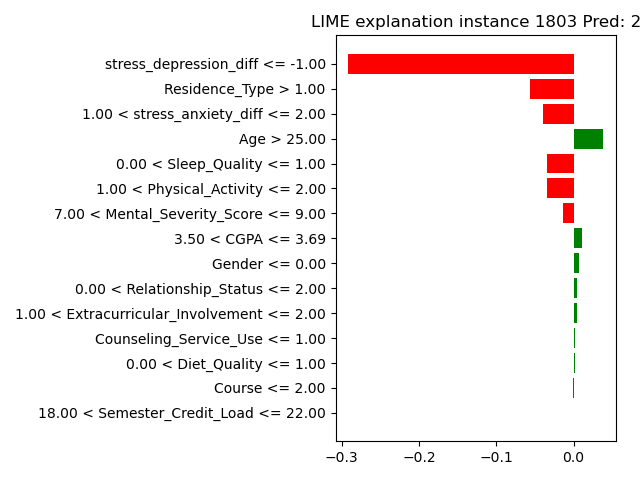 LIME explanation instance 1803 Pred: 2
stress_depression_diff <= -1.00
Residence_Type > 1.00
1.00 < stress_anxiety_diff <= 2.00
Age > 25.00
0.00 < Sleep_Quality <= 1.00
1.00 < Physical_Activity <= 2.00
7.00 < Mental_Severity_Score <= 9.00
3.50 < CGPA <= 3.69
Gender <= 0.00
0.00 < Relationship_Status <= 2.00
1.00 < Extracurricular_Involvement <= 2.00
Counseling_Service_Use <= 1.00
0.00 < Diet_Quality <= 1.00
Course <= 2.00
18.00 < Semester_Credit_Load <= 22.00
−0.3 −0.2 −0.1 0.0